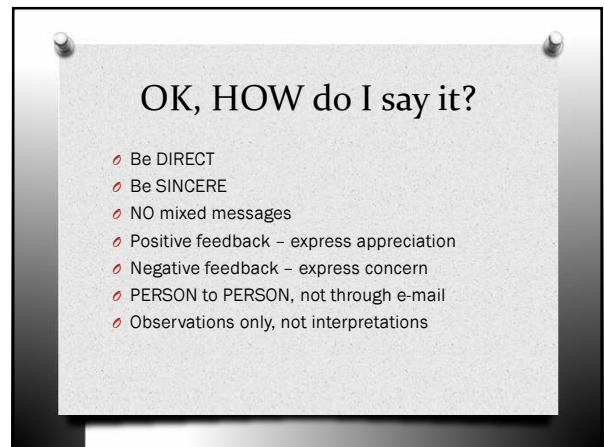 OK, HOW do I say it?
Be DIRECT
Be SINCERE
NO mixed messages
Positive feedback – express appreciation
Negative feedback – express concern
PERSON to PERSON, not through e-mail
Observations only, not interpretations